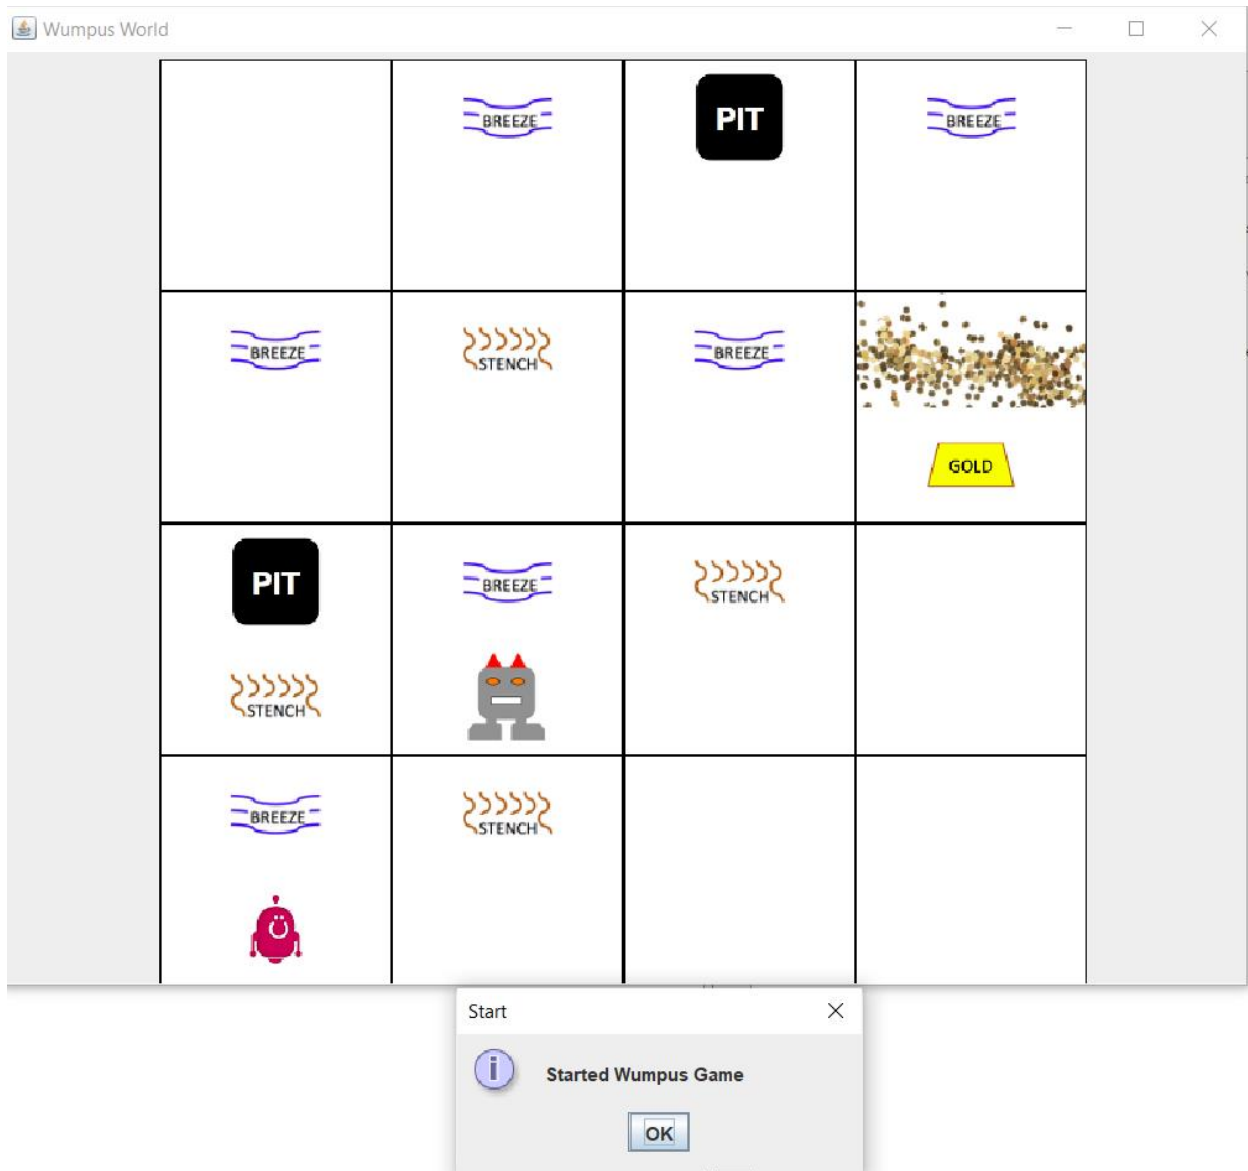 Wumpus World
BREEZE
PIT
BREEZE
BREEZE
STENCH
BREEZE
GOLD
PIT
BREEZE
STENCH
STENCH
BREEZE
STENCH
Start
i
Started Wumpus Game
OK